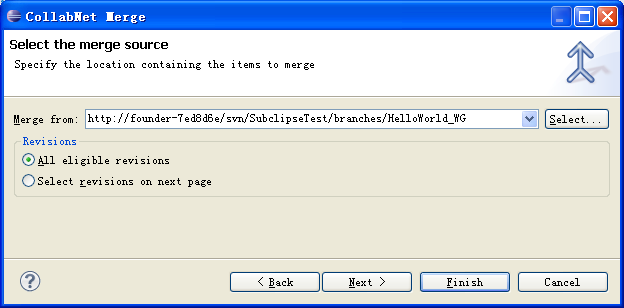 CollabNet Merge
Select the merge source
Specify the location containing the items to merge
Merge from: http://founder-7ed8d6e/svn/SubclipseTest/branches/HelloWorld_WG Select...
Revisions
All eligible revisions
Select revisions on next page
? < Back Next > Finish Cancel